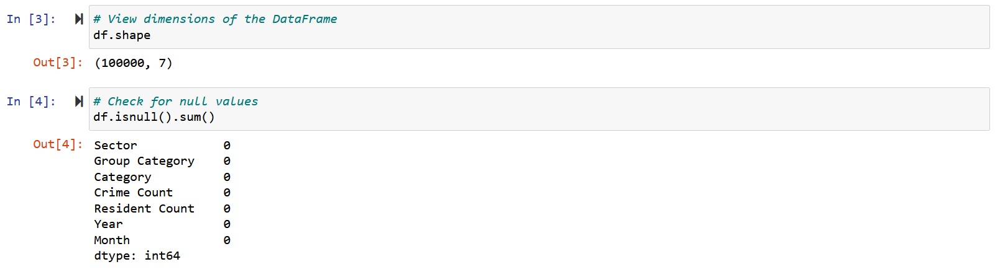 In [3]: # View dimensions of the DataFrame
df.shape
Out[3]: (100000, 7)
In [4]: # Check for null values
df.isnull().sum()
Out[4]: Sector 0
Group Category 0
Category 0
Crime Count 0
Resident Count 0
Year 0
Month 0
dtype: int64